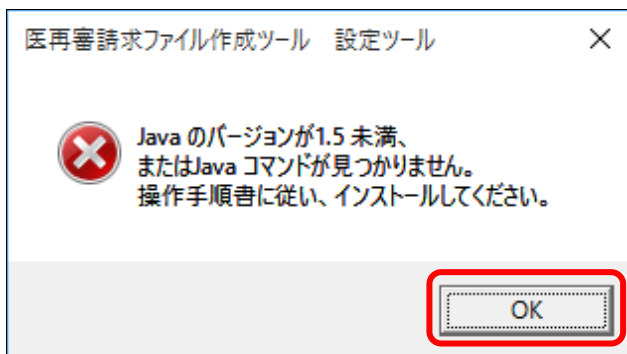 医再審請求ファイル作成ツール　設定ツール
Java のバージョンが1.5 未満、
またはJava コマンドが見つかりません。
操作手順書に従い、インストールしてください。
OK